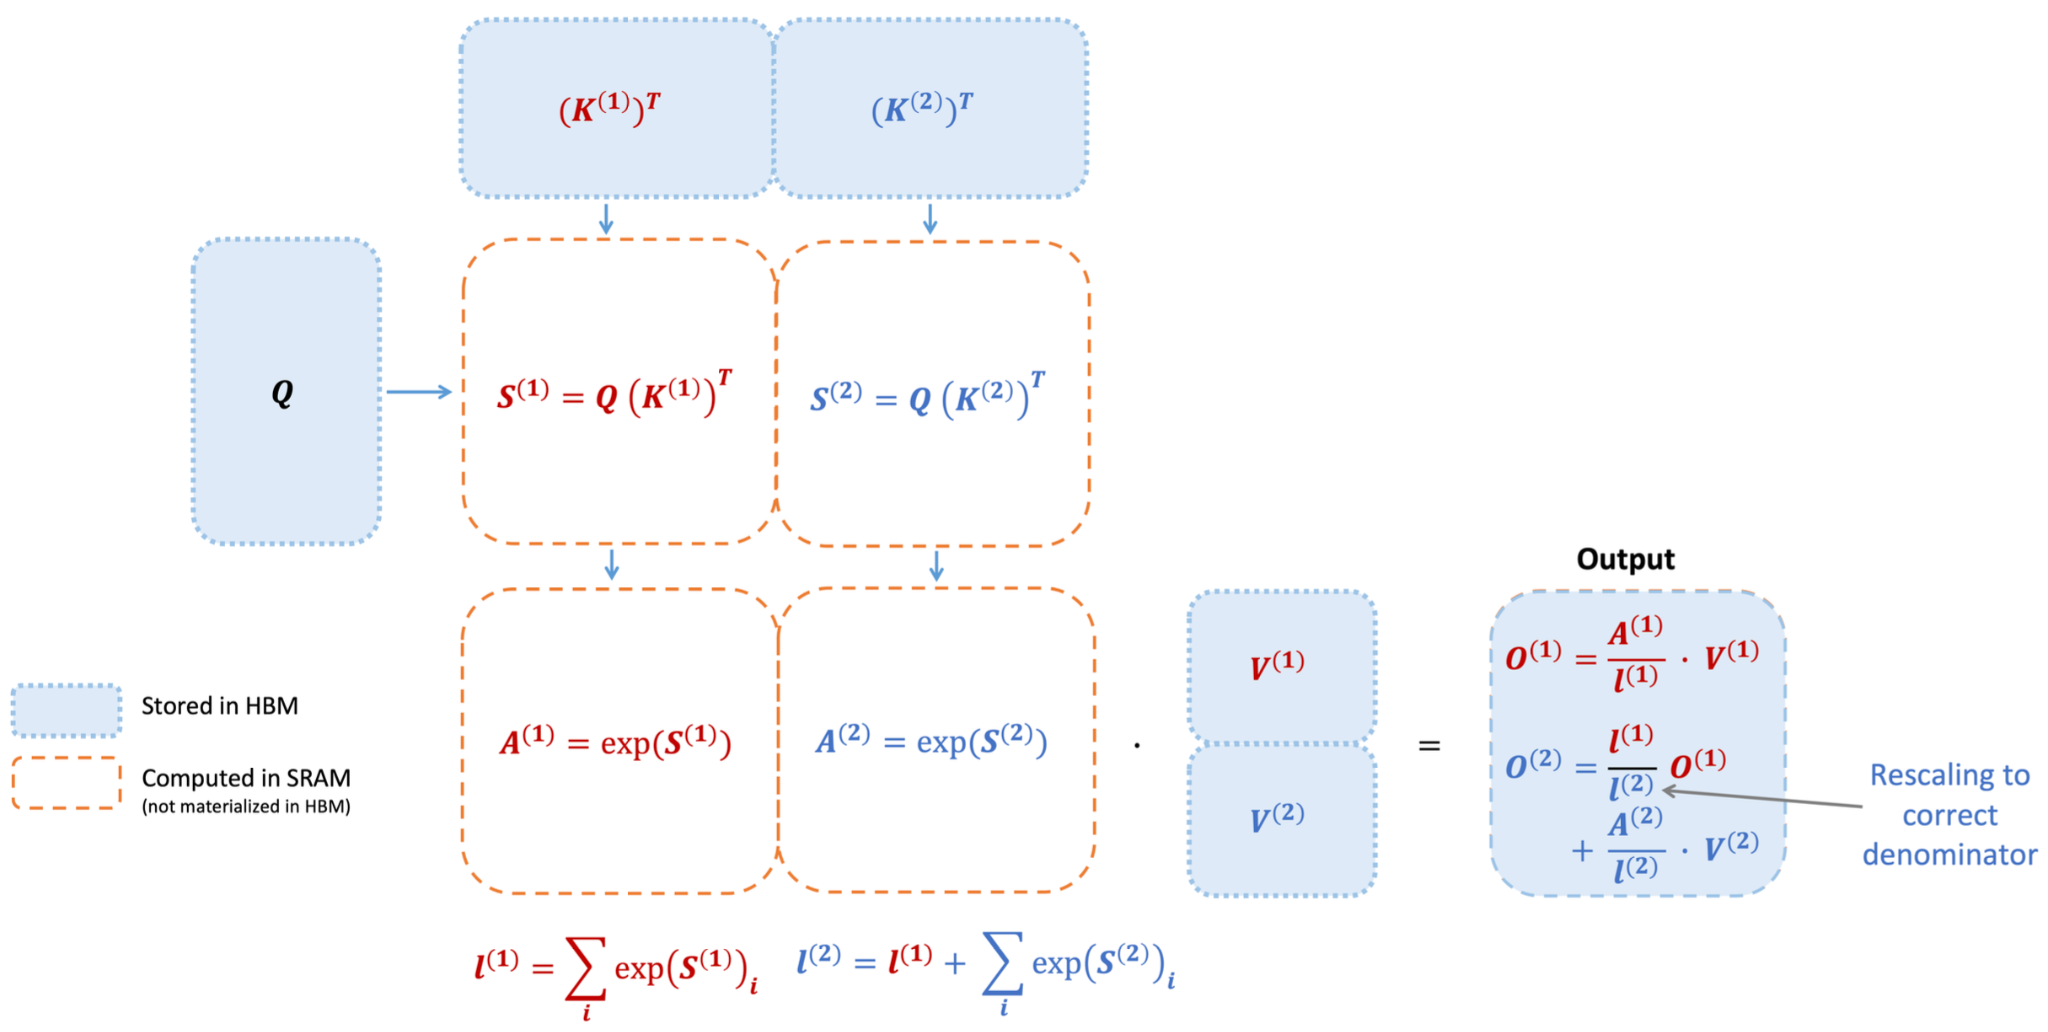 (K^(1))^T
(K^(2))^T
Q
S^(1) = Q (K^(1))^T
S^(2) = Q (K^(2))^T
Output
A^(1) = exp(S^(1))
A^(2) = exp(S^(2))
·
V^(1)
V^(2)
=
O^(1) = A^(1)/l^(1) · V^(1)
O^(2) = l^(1)/l^(2) O^(1)
+ A^(2)/l^(2) · V^(2)
Rescaling to
correct
denominator
Stored in HBM
Computed in SRAM
(not materialized in HBM)
l^(1) = ∑_i exp(S^(1))_i
l^(2) = l^(1) + ∑_i exp(S^(2))_i